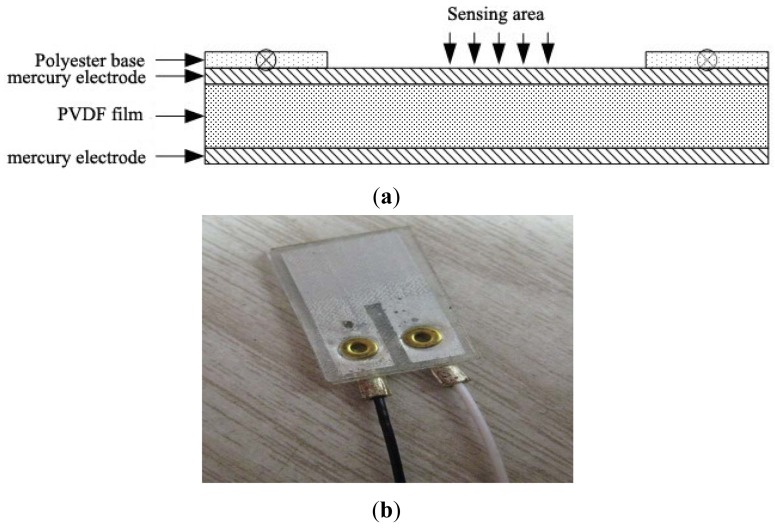 Sensing area
Polyester base
mercury electrode
PVDF film
mercury electrode
(a)
(b)